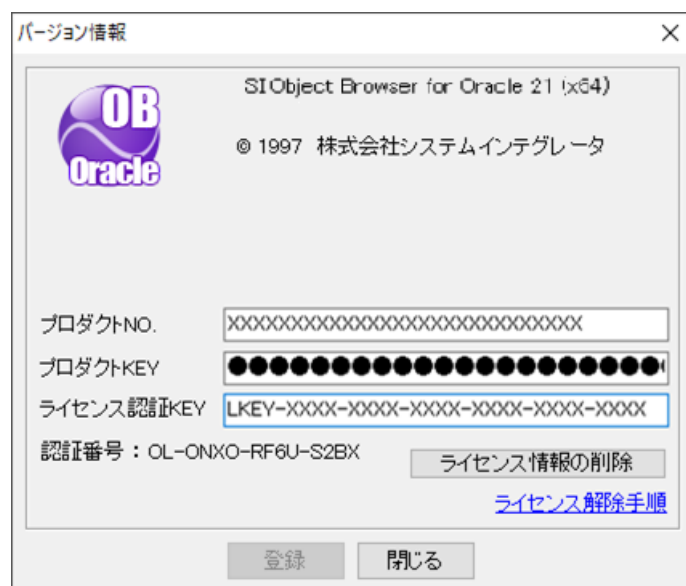 バージョン情報
OB
Oracle
SI Object Browser for Oracle 21 (x64)
© 1997 株式会社システムインテグレータ
プロダクトNO.
XXXXXXXXXXXXXXXXXXXXXXXXXXXXX
プロダクトKEY
●●●●●●●●●●●●●●●●●●●●●●
ライセンス認証KEY
LKEY-XXXX-XXXX-XXXX-XXXX-XXXX-XXXX
認証番号：OL-ONXO-RF6U-S2BX
ライセンス情報の削除
ライセンス解除手順
登録
閉じる